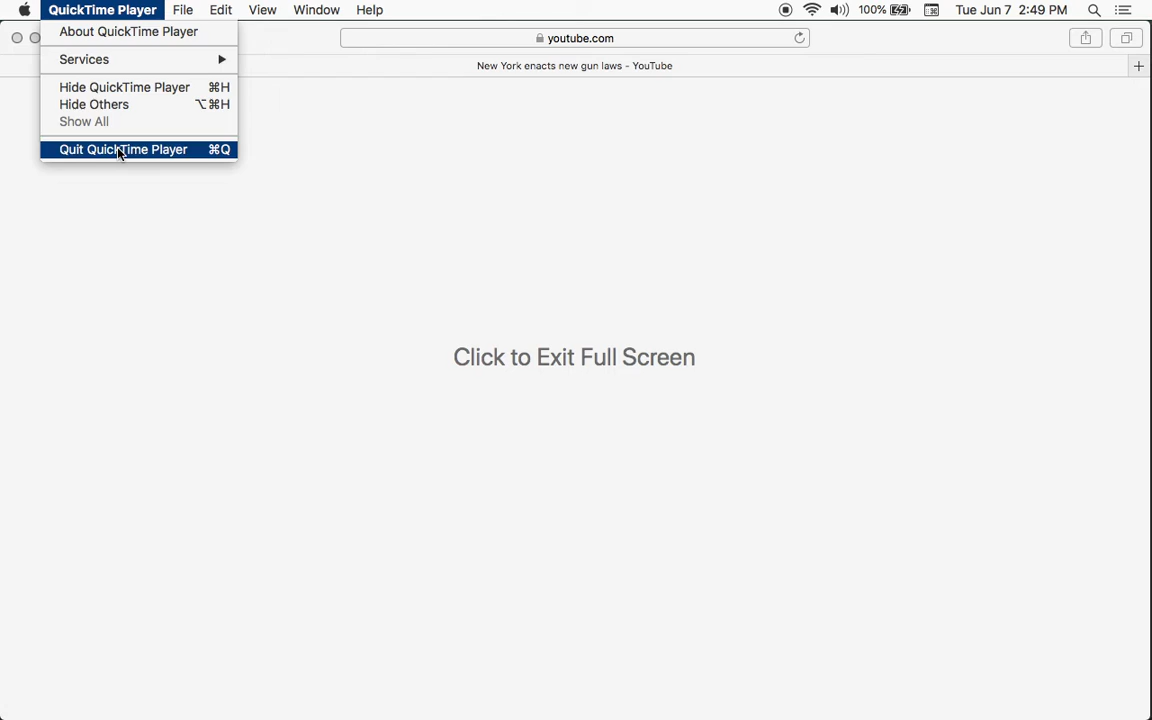 QuickTime Player File Edit View Window Help 100% Tue Jun 7 2:49 PM
About QuickTime Player
youtube.com
Services
New York enacts new gun laws - YouTube
Hide QuickTime Player ⌘H
Hide Others ⌥⌘H
Show All
Quit QuickTime Player ⌘Q
Click to Exit Full Screen